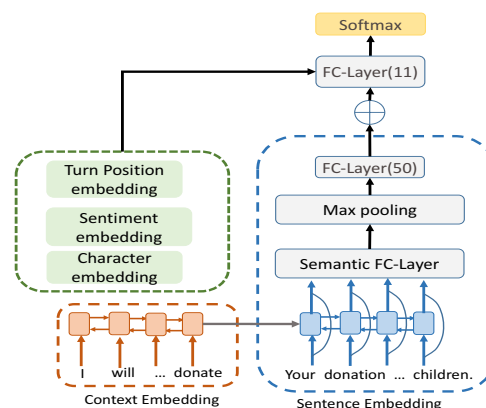 Softmax
FC-Layer(11)
Turn Position
embedding
Sentiment
embedding
Character
embedding
FC-Layer(50)
Max pooling
Semantic FC-Layer
I will ... donate
Your donation ... children.
Context Embedding
Sentence Embedding